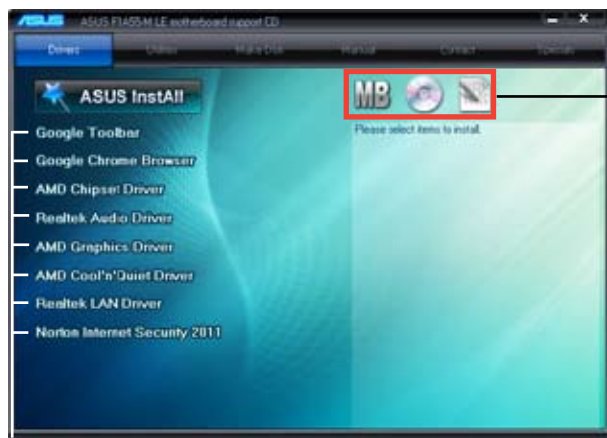 ASUS ASUS F1A55-M LE motherboard support CD
Drivers Utilities Make Disk Manual Contact Specials
ASUS InstAll
MB
Please select items to install.
Google Toolbar
Google Chrome Browser
AMD Chipset Driver
Realtek Audio Driver
AMD Graphics Driver
AMD Cool'n'Quiet Driver
Realtek LAN Driver
Norton Internet Security 2011